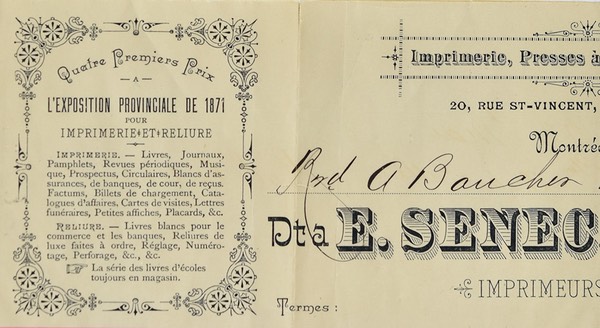 Quatre Premiers Prix
— A —
L'EXPOSITION PROVINCIALE DE 1871
POUR
IMPRIMERIE ET RELIURE
IMPRIMERIE. — Livres, Journaux,
Pamphlets, Revues périodiques, Musi-
que, Prospectus, Circulaires, Blancs d'as-
surances, de banques, de cour, de reçus.
Factums, Billets de chargement, Cata-
logues d'affaires, Cartes de visites, Lettres
funéraires, Petites affiches, Placards, &c.
RELIURE. — Livres blancs pour le
commerce et les banques, Reliures de
luxe faites à ordre, Réglage, Numéro-
tage, Perforage, &c., &c.
☞ La série des livres d'écoles
toujours en magasin.
Imprimerie, Presses à
20, RUE ST-VINCENT,
Montréa
Rvd A Boucher
Dt à E. SENEC
IMPRIMEURS
Termes :